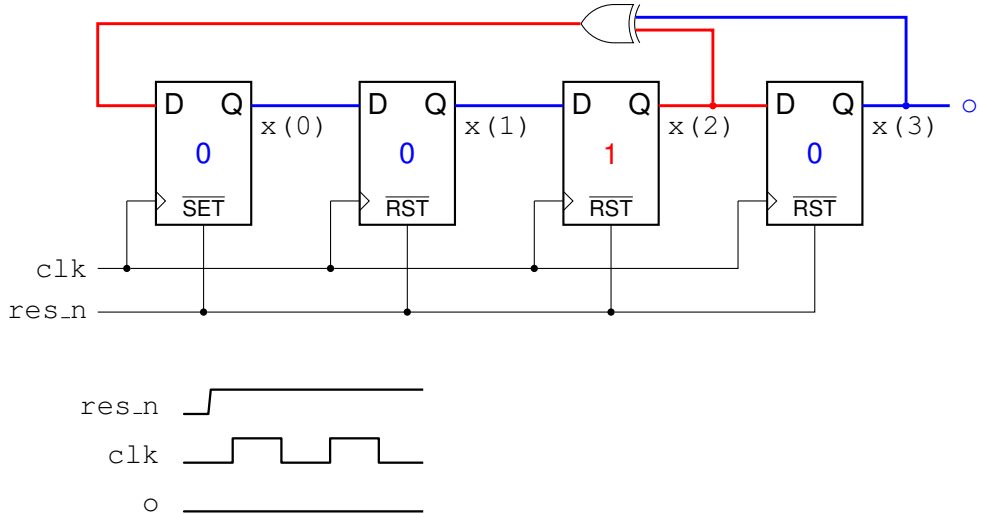 D Q D Q D Q D Q o
x(0) x(1) x(2) x(3)
0 0 1 0
SET RST RST RST
clk
res_n
res_n
clk
o